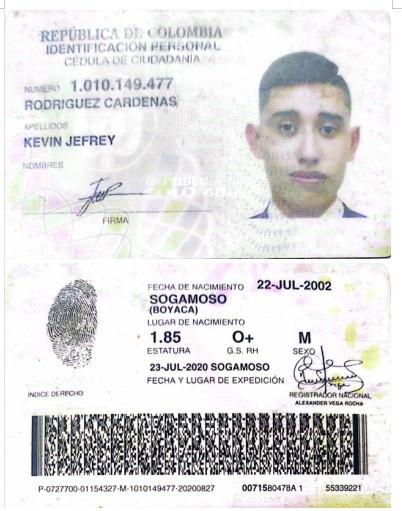 REPÚBLICA DE COLOMBIA
IDENTIFICACIÓN PERSONAL
CÉDULA DE CIUDADANÍA
NUMERO 1.010.149.477
RODRIGUEZ CARDENAS
APELLIDOS
KEVIN JEFREY
NOMBRES
FIRMA
FECHA DE NACIMIENTO 22-JUL-2002
SOGAMOSO
(BOYACA)
LUGAR DE NACIMIENTO
1.85 O+ M
ESTATURA G.S. RH SEXO
23-JUL-2020 SOGAMOSO
FECHA Y LUGAR DE EXPEDICIÓN
INDICE DERECHO
REGISTRADOR NACIONAL
ALEXANDER VEGA ROCHA
P-0727700-01154327-M-1010149477-20200827 0071580478A 1 55339221